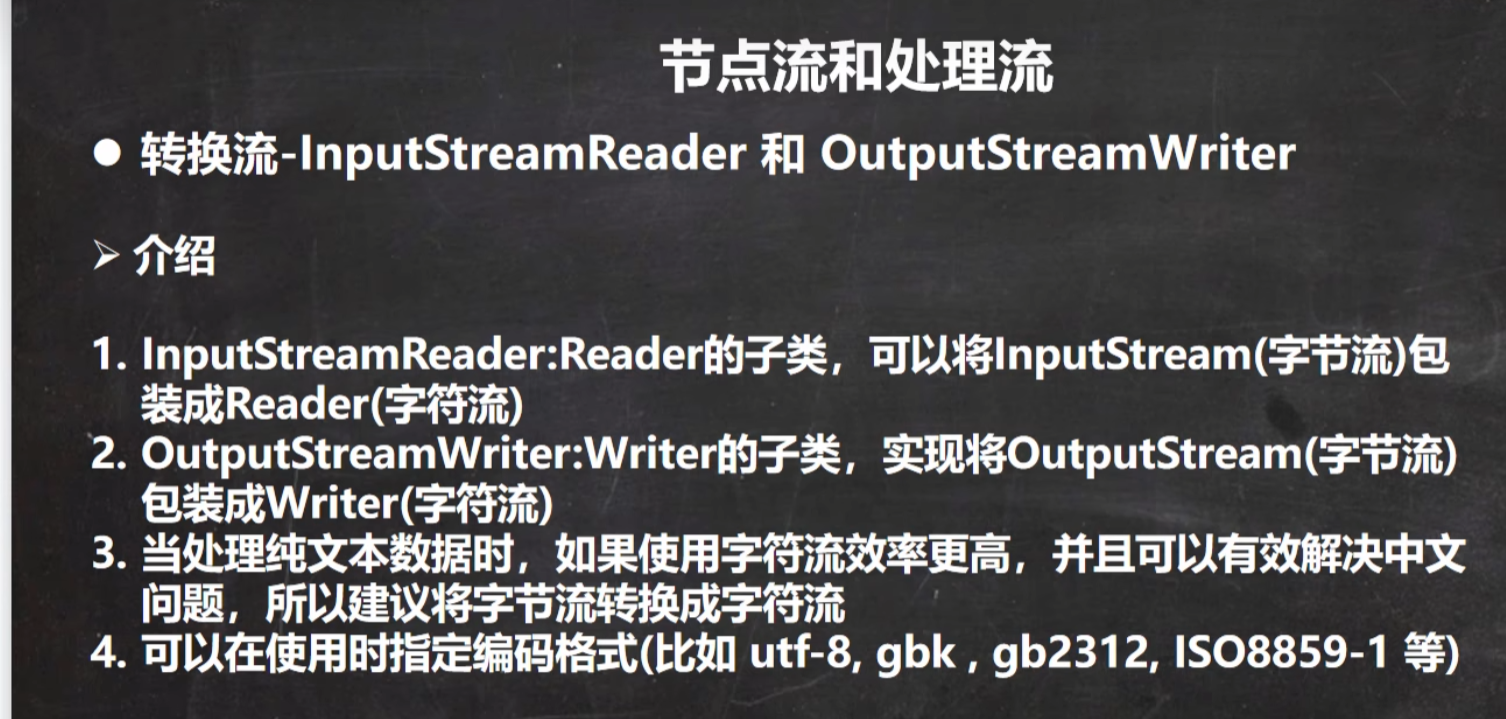 节点流和处理流
● 转换流-InputStreamReader 和 OutputStreamWriter
➢ 介绍
1. InputStreamReader:Reader的子类，可以将InputStream(字节流)包
装成Reader(字符流)
2. OutputStreamWriter:Writer的子类，实现将OutputStream(字节流)
包装成Writer(字符流)
3. 当处理纯文本数据时，如果使用字符流效率更高，并且可以有效解决中文
问题，所以建议将字节流转换成字符流
4. 可以在使用时指定编码格式(比如 utf-8, gbk , gb2312, ISO8859-1 等)